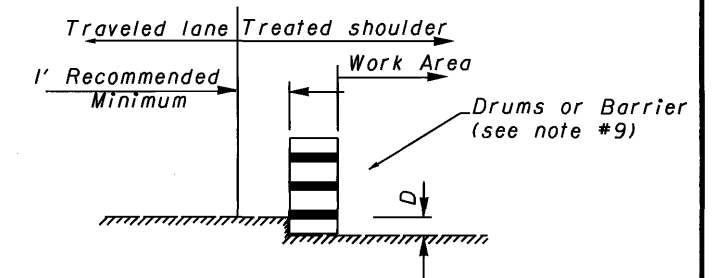 Traveled lane Treated shoulder
1' Recommended
Minimum
Work Area
Drums or Barrier
(see note #9)
D